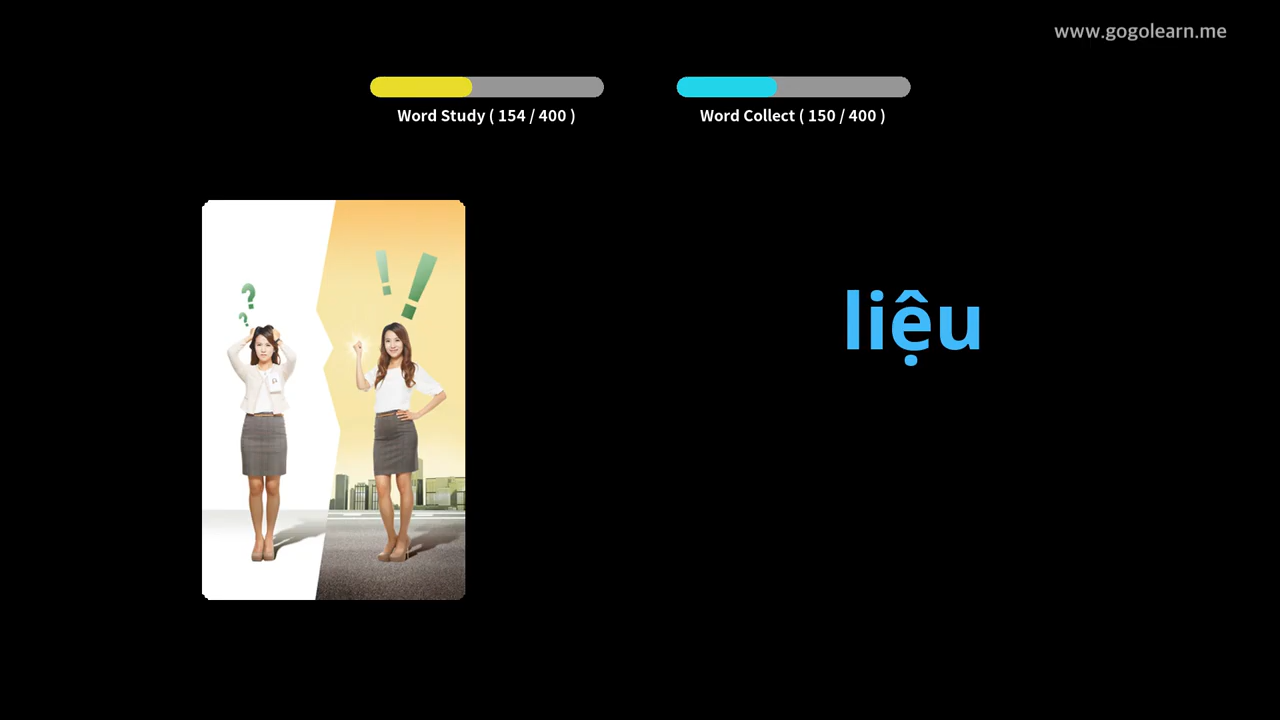 www.gogolearn.me
Word Study ( 154 / 400 )
Word Collect ( 150 / 400 )
? ?
! !
liệu